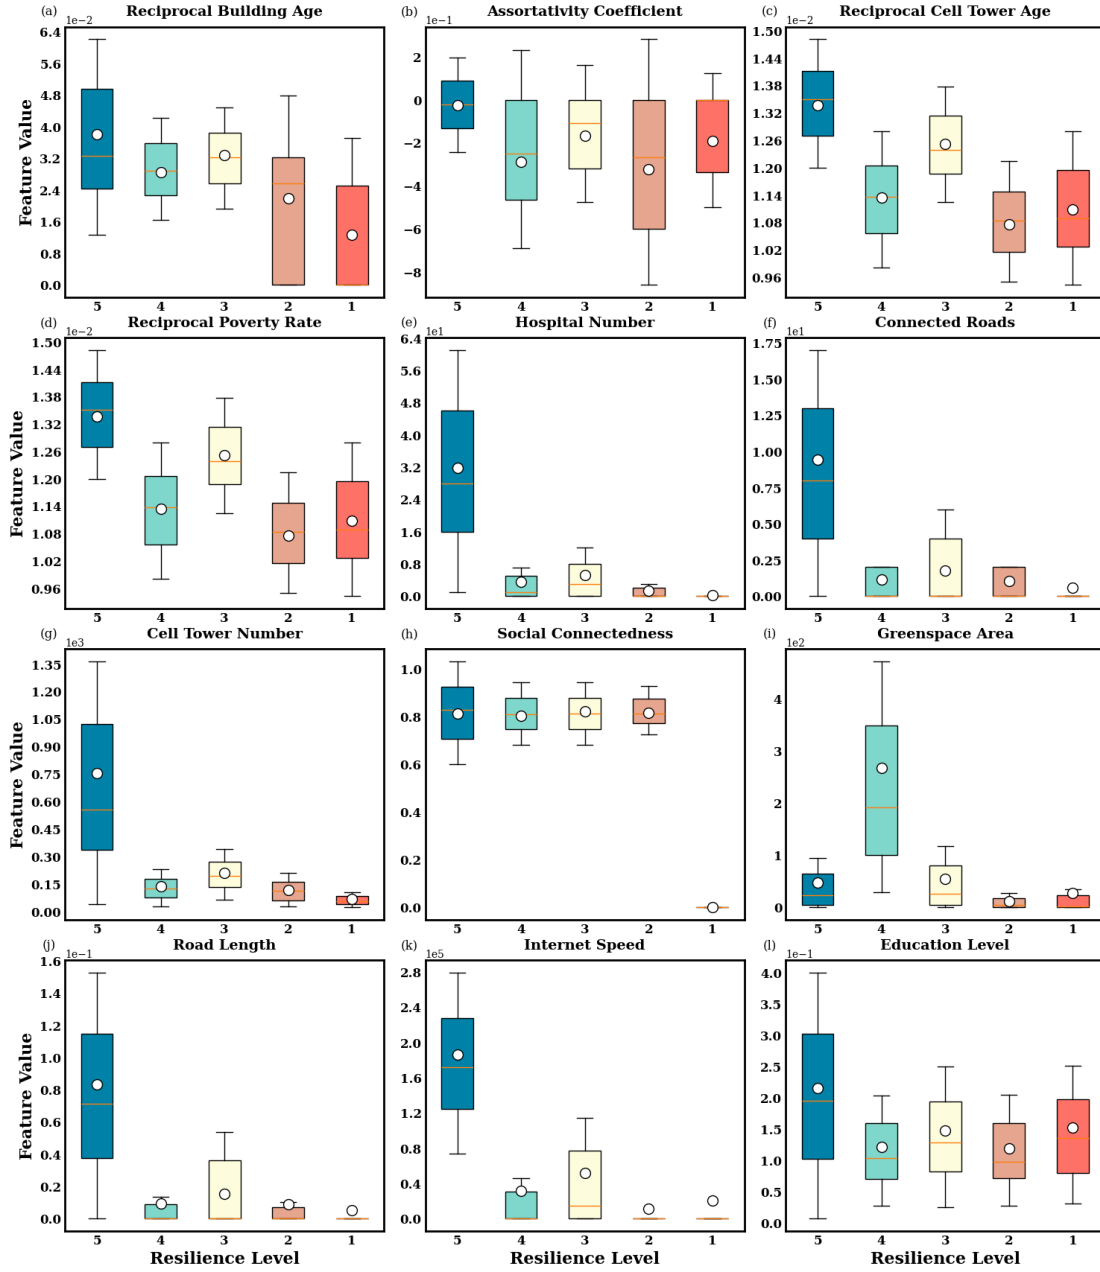 (a) Reciprocal Building Age
1e−2
6.4
5.6
4.8
4.0
3.2
2.4
1.6
0.8
0.0
Feature Value
5 4 3 2 1
(b) Assortativity Coefficient
1e−1
2
0
−2
−4
−6
−8
5 4 3 2 1
(c) Reciprocal Cell Tower Age
1e−2
1.50
1.44
1.38
1.32
1.26
1.20
1.14
1.08
1.02
0.96
5 4 3 2 1
(d) Reciprocal Poverty Rate
1e−2
1.50
1.44
1.38
1.32
1.26
1.20
1.14
1.08
1.02
0.96
Feature Value
5 4 3 2 1
(e) Hospital Number
1e1
6.4
5.6
4.8
4.0
3.2
2.4
1.6
0.8
0.0
5 4 3 2 1
(f) Connected Roads
1e1
1.75
1.50
1.25
1.00
0.75
0.50
0.25
0.00
5 4 3 2 1
(g) Cell Tower Number
1e3
1.35
1.20
1.05
0.90
0.75
0.60
0.45
0.30
0.15
0.00
Feature Value
5 4 3 2 1
(h) Social Connectedness
1.0
0.8
0.6
0.4
0.2
0.0
5 4 3 2 1
(i) Greenspace Area
1e2
4
3
2
1
0
5 4 3 2 1
(j) Road Length
1e−1
1.6
1.4
1.2
1.0
0.8
0.6
0.4
0.2
0.0
Feature Value
5 4 3 2 1
Resilience Level
(k) Internet Speed
1e5
2.8
2.4
2.0
1.6
1.2
0.8
0.4
0.0
5 4 3 2 1
Resilience Level
(l) Education Level
1e−1
4.0
3.5
3.0
2.5
2.0
1.5
1.0
0.5
0.0
5 4 3 2 1
Resilience Level